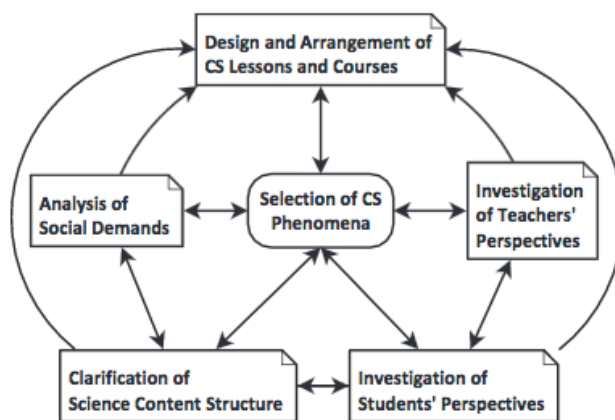 Design and Arrangement of
CS Lessons and Courses
Analysis of
Social Demands
Selection of CS
Phenomena
Investigation
of Teachers'
Perspectives
Clarification of
Science Content Structure
Investigation of
Students' Perspectives